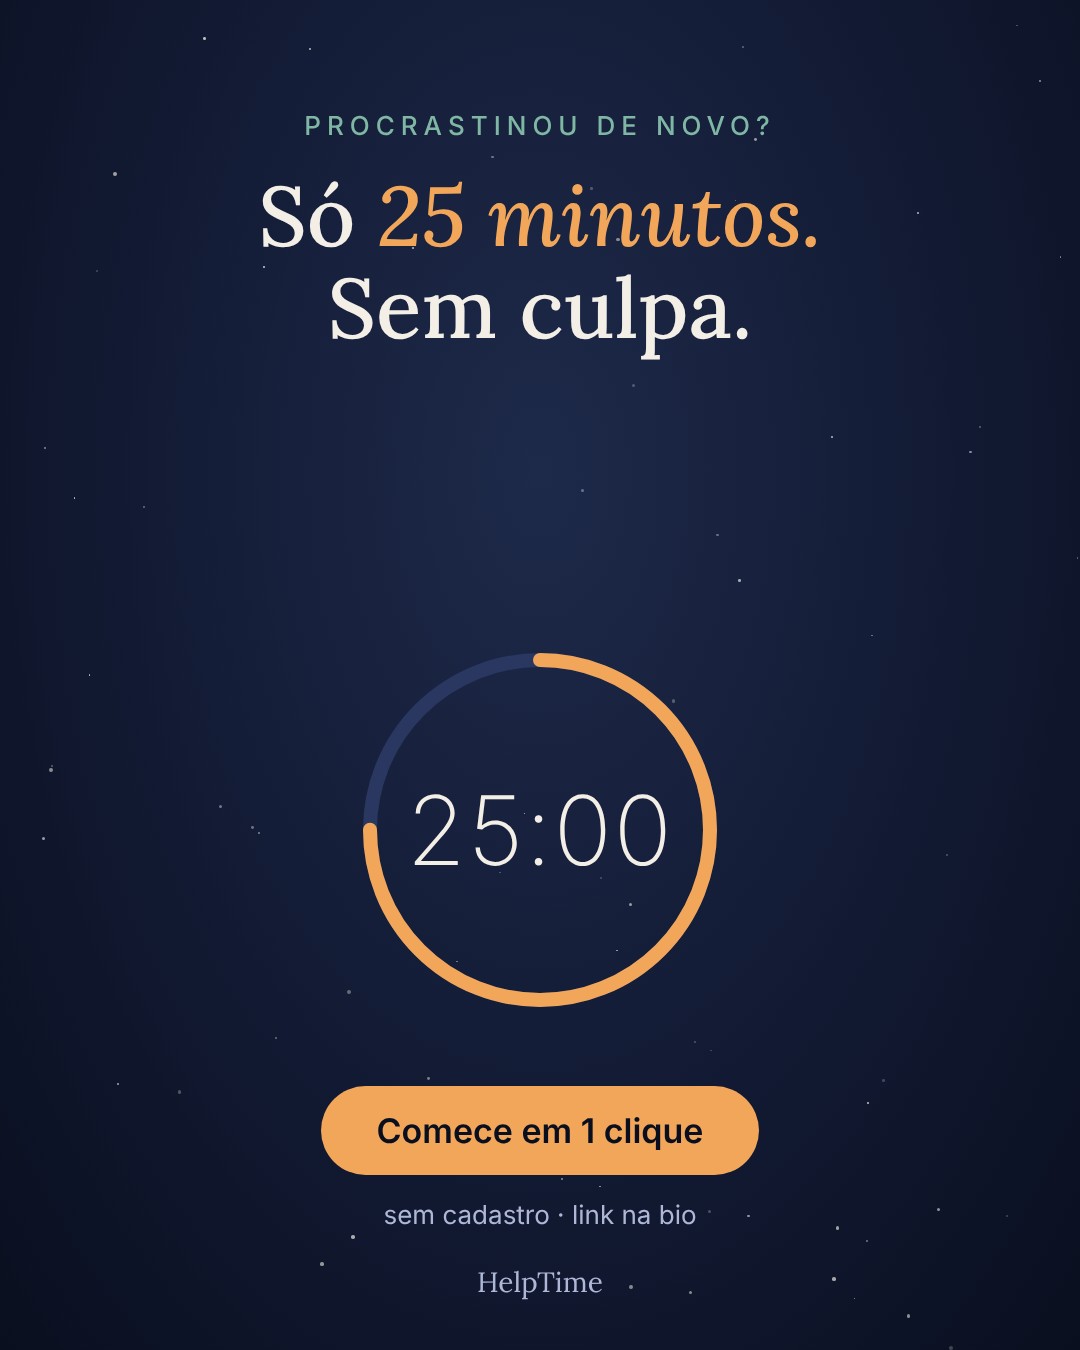 PROCRASTINOU DE NOVO?
Só 25 minutos.
Sem culpa.
25:00
Comece em 1 clique
sem cadastro · link na bio
HelpTime